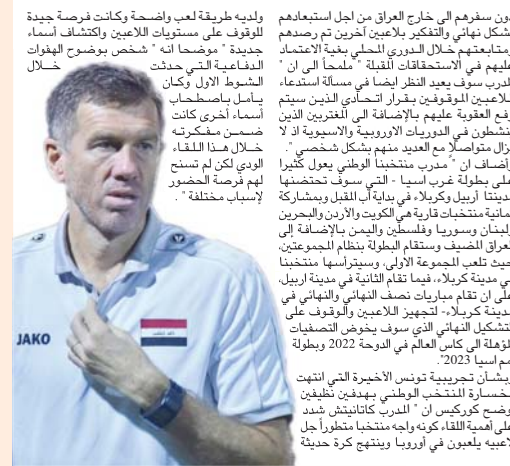 دون سفرهم الى خارج العراق من اجل استبعادهم
بشكل نهائي والتفكير بلاعبين آخرين تم رصدهم
ومتابعتهم خلال الدوري المحلي بغية الاعتماد
عليهم في الاستحقاقات المقبلة " ملمحاً الى ان "
المدرب سوف يعيد النظر ايضا في مسألة استدعاء
اللاعبين الموقوفين بقرار اتحادي الذين سيتم
رفع العقوبة عليهم بالإضافة الى المغتربين الذين
ينشطون في الدوريات الاوروبية والاسيوية اذ لا
يزال متواصلاً مع العديد منهم بشكل شخصي ".
وأضاف ان " مدرب منتخبنا الوطني يعول كثيرا
على بطولة غرب اسيا - التي سوف تحتضنها
مدينتا أربيل وكربلاء في بداية آب المقبل وبمشاركة
ثمانية منتخبات قارية هي الكويت والأردن والبحرين
ولبنان وسوريا وفلسطين واليمن بالإضافة إلى
العراق المضيف وستقام البطولة بنظام المجموعتين،
حيث تلعب المجموعة الاولى، وسيترأسها منتخبنا
في مدينة كربلاء، فيما تقام الثانية في مدينة اربيل،
على ان تقام مباريات نصف النهائي والنهائي في
مدينة كربلاء- لتجهيز اللاعبين والوقوف على
التشكيل النهائي الذي سوف يخوض التصفيات
المؤهلة الى كاس العالم في الدوحة 2022 وبطولة
امم اسيا 2023".
وبشأن تجريبية تونس الأخيرة التي انتهت
بخسارة المنتخب الوطني بهدفين نظيفين
اوضح كوركيس ان " المدرب كاتانيتش شدد
على أهمية اللقاء كونه واجه منتخبا متطوراً جل
لاعبيه يلعبون في أوروبا وينتهج كرة حديثة
ولديه طريقة لعب واضحة وكانت فرصة جيدة
للوقوف على مستويات اللاعبين واكتشاف أسماء
جديدة " موضحا انه " شخص بوضوح الهفوات
الدفاعية التي حدثت خلال
الشوط الاول وكان
يأمل باصطحاب
أسماء أخرى كانت
ضمن مفكرته
خلال هذا اللقاء
الودي لكن لم تسنح
لهم فرصة الحضور
لإسباب مختلفة " .
JAKO